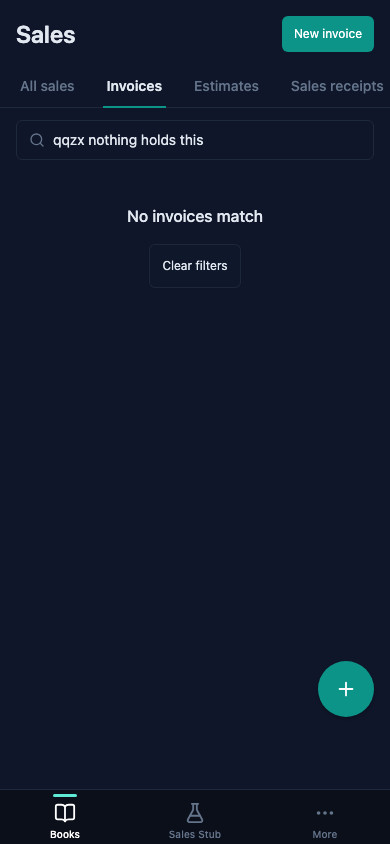 Sales
New invoice
All sales
Invoices
Estimates
Sales receipts
qqzx nothing holds this
No invoices match
Clear filters
Books
Sales Stub
More